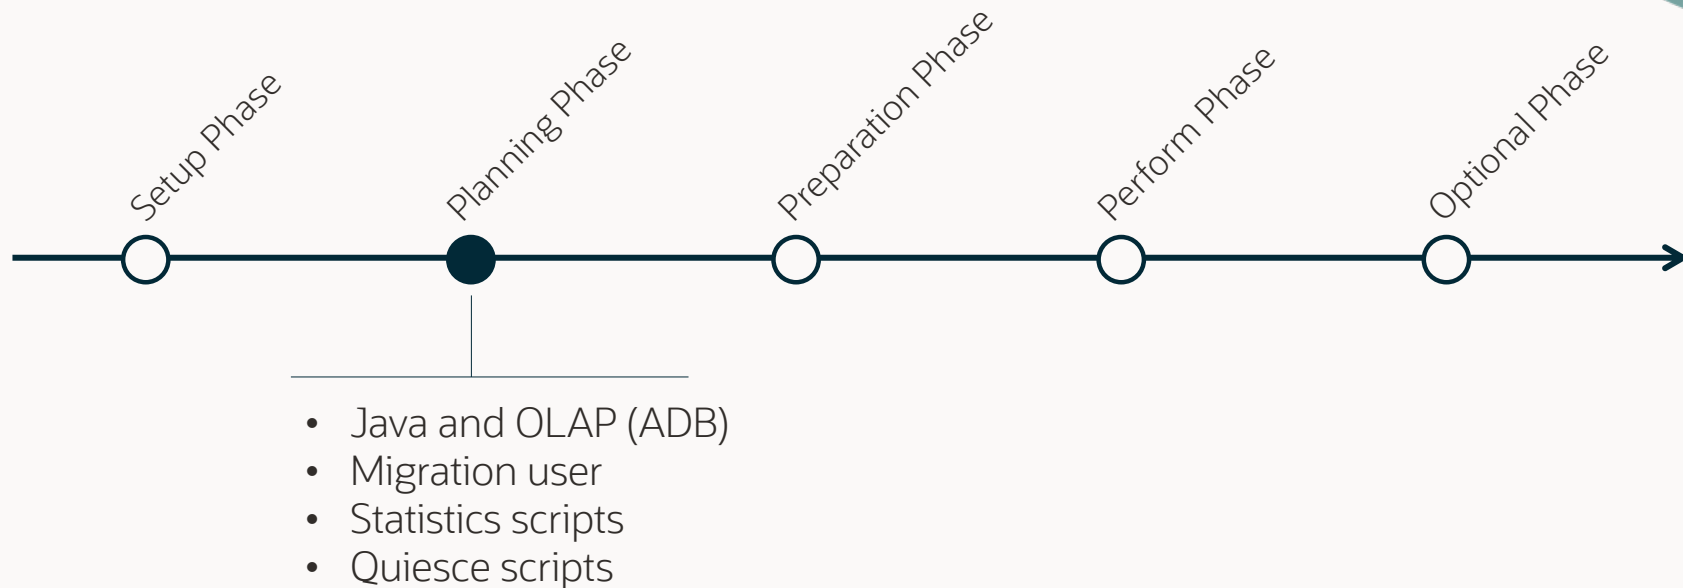 Setup Phase
Planning Phase
Preparation Phase
Perform Phase
Optional Phase
• Java and OLAP (ADB)
• Migration user
• Statistics scripts
• Quiesce scripts